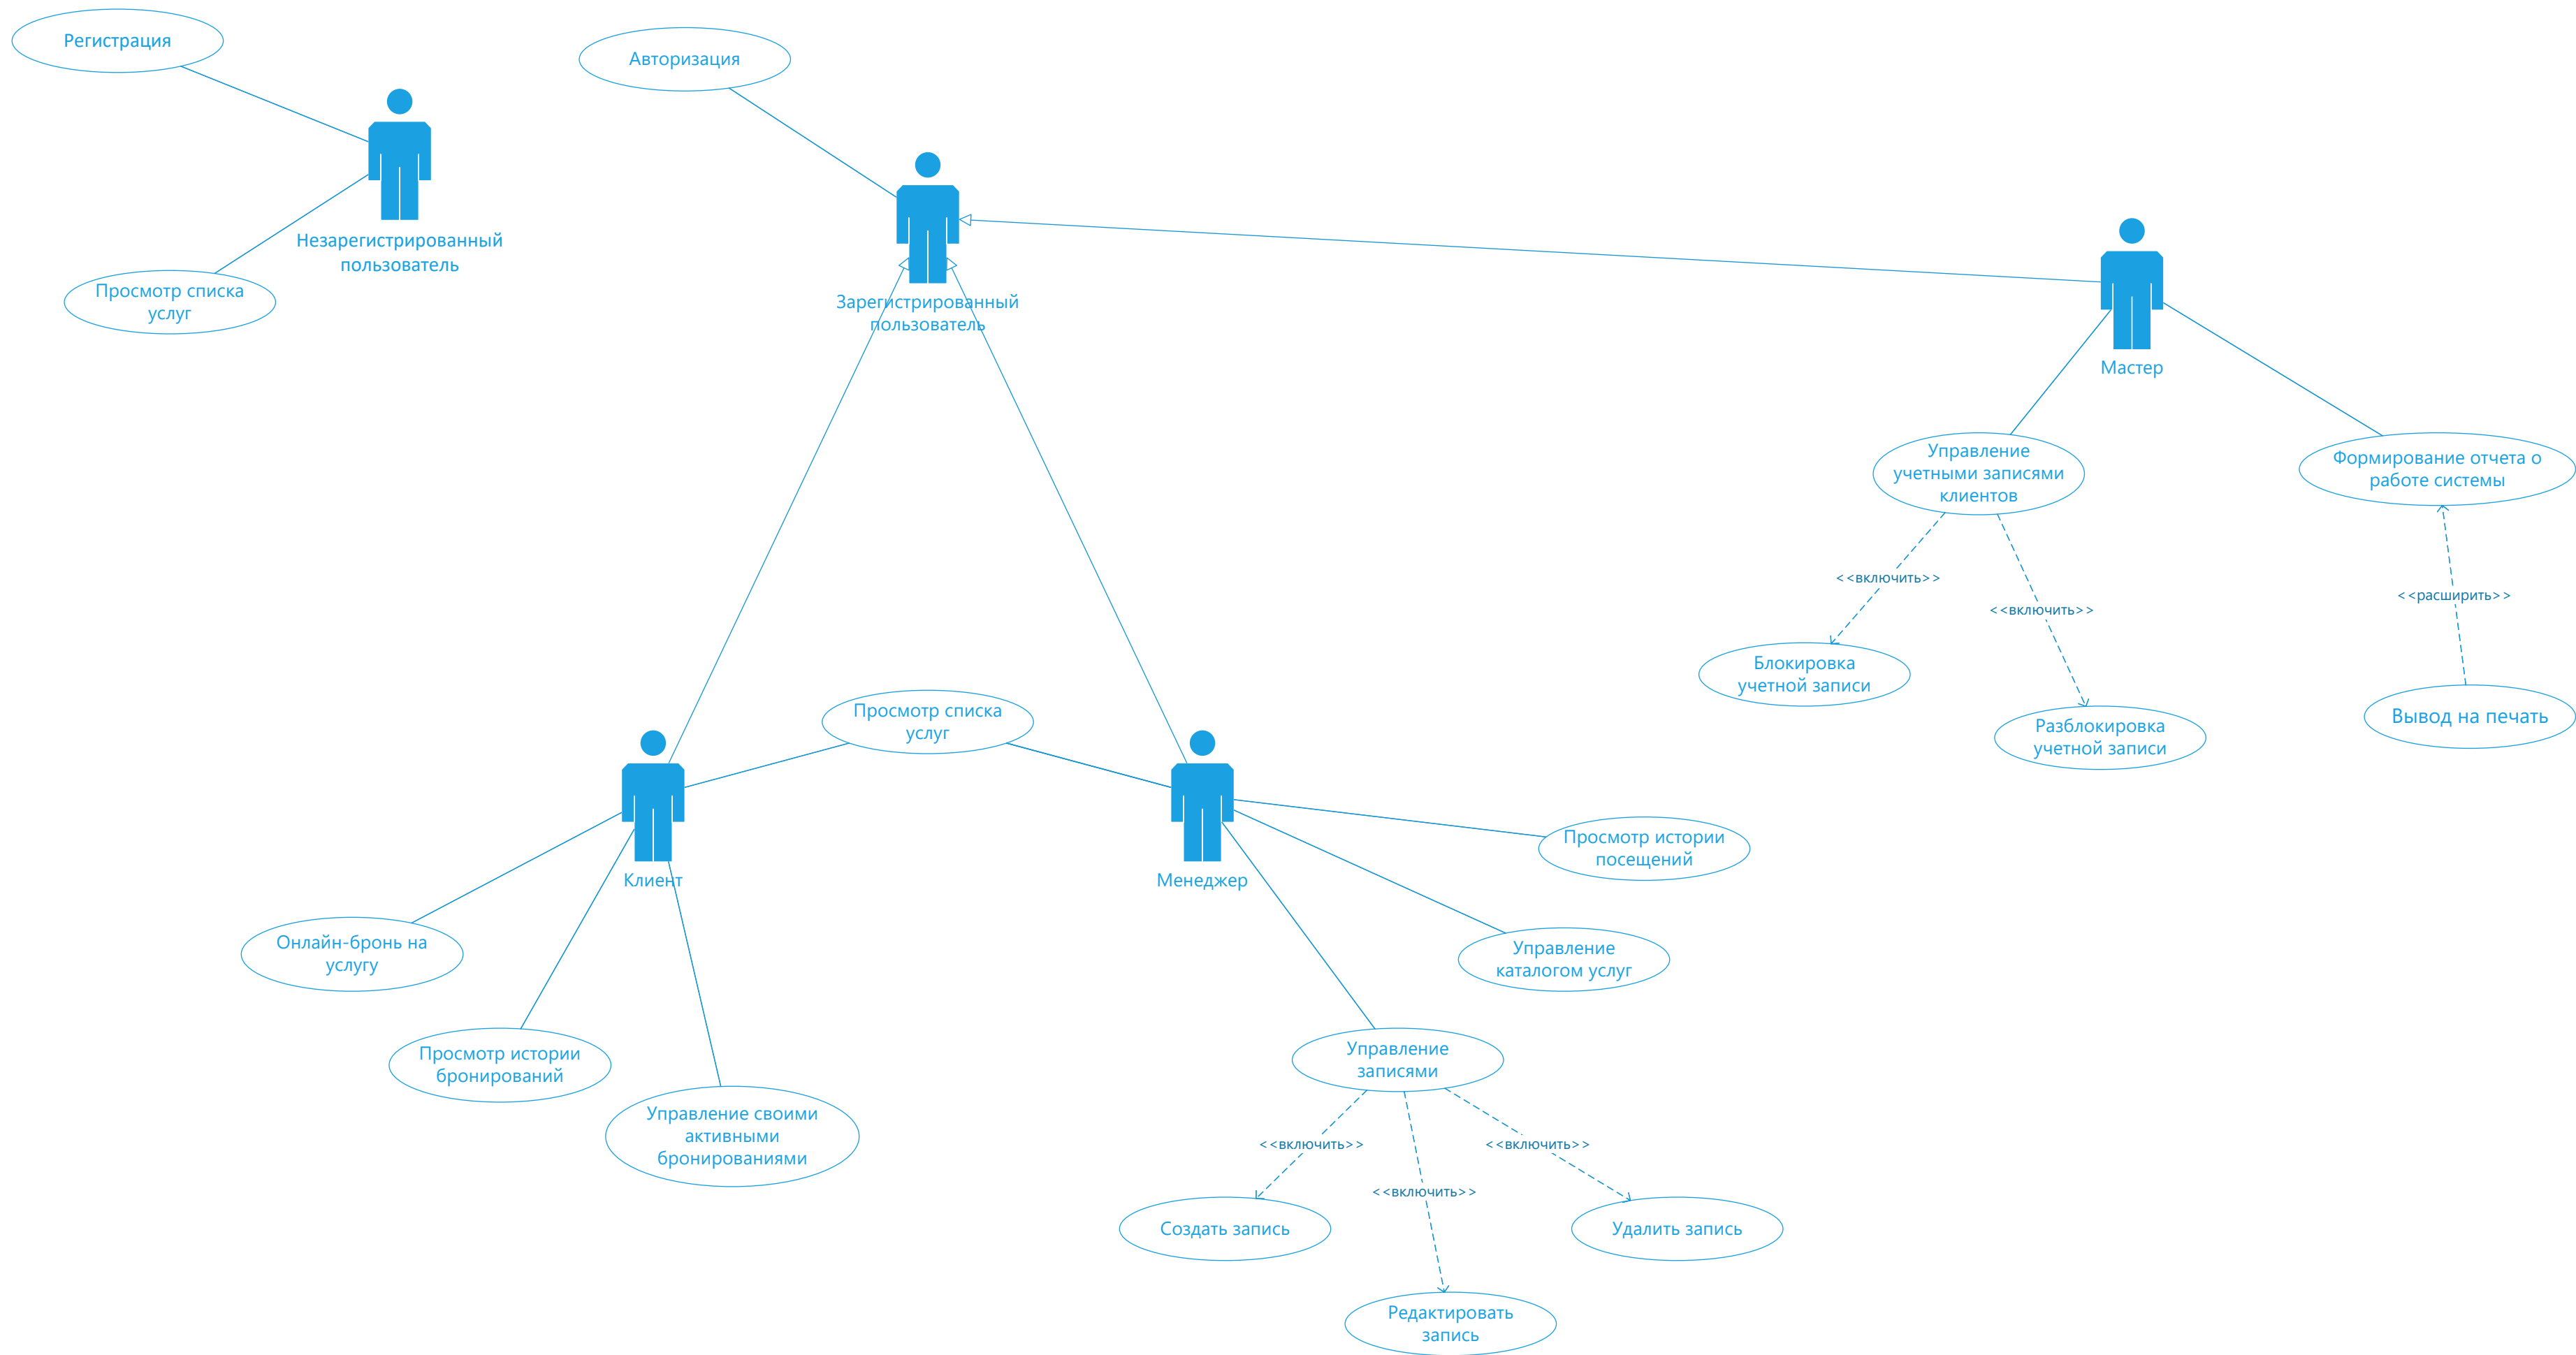 Регистрация
Авторизация
Незарегистрированный
пользователь
Просмотр списка
услуг
Зарегистрированный
пользователь
Мастер
Управление
учетными записями
клиентов
Формирование отчета о
работе системы
<<включить>>
<<включить>>
<<расширить>>
Блокировка
учетной записи
Разблокировка
учетной записи
Вывод на печать
Просмотр списка
услуг
Клиент
Менеджер
Просмотр истории
посещений
Онлайн-бронь на
услугу
Управление
каталогом услуг
Просмотр истории
бронирований
Управление
записями
Управление своими
активными
бронированиями
<<включить>>
<<включить>>
<<включить>>
Создать запись
Удалить запись
Редактировать
запись